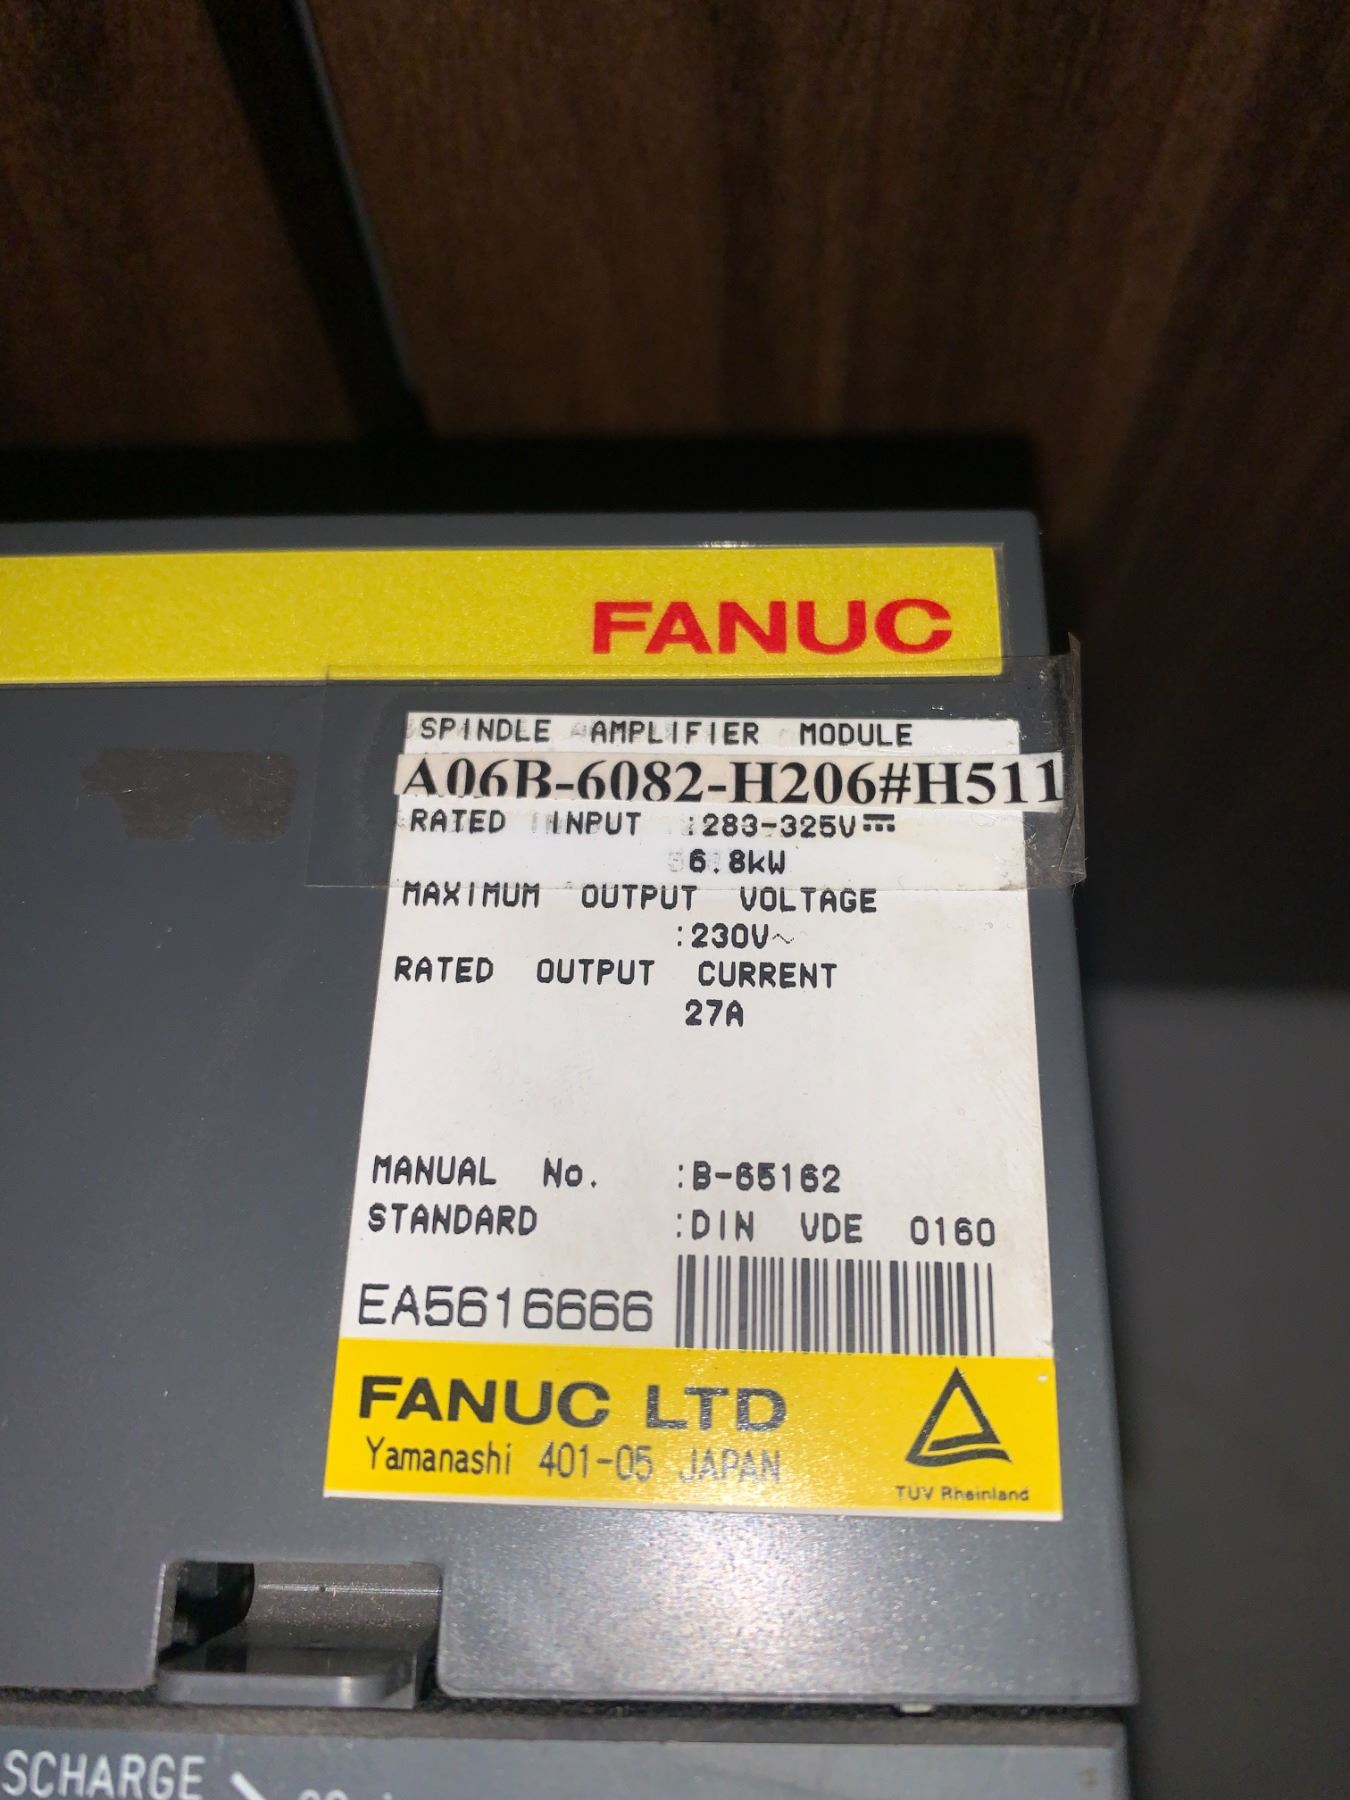 FANUC
SPINDLE AMPLIFIER MODULE
A06B-6082-H206#H511
RATED INPUT :283-325V⎓
6.8kW
MAXIMUM OUTPUT VOLTAGE
:230V~
RATED OUTPUT CURRENT
27A
MANUAL No. :B-65162
STANDARD :DIN VDE 0160
EA5616666
FANUC LTD
Yamanashi 401-05 JAPAN
TÜV Rheinland
SCHARGE